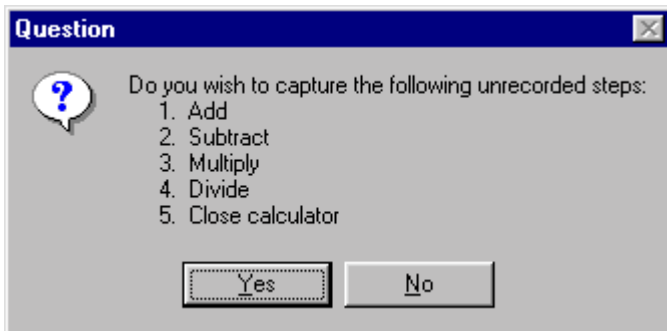 Question
Do you wish to capture the following unrecorded steps:
1. Add
2. Subtract
3. Multiply
4. Divide
5. Close calculator
Yes No